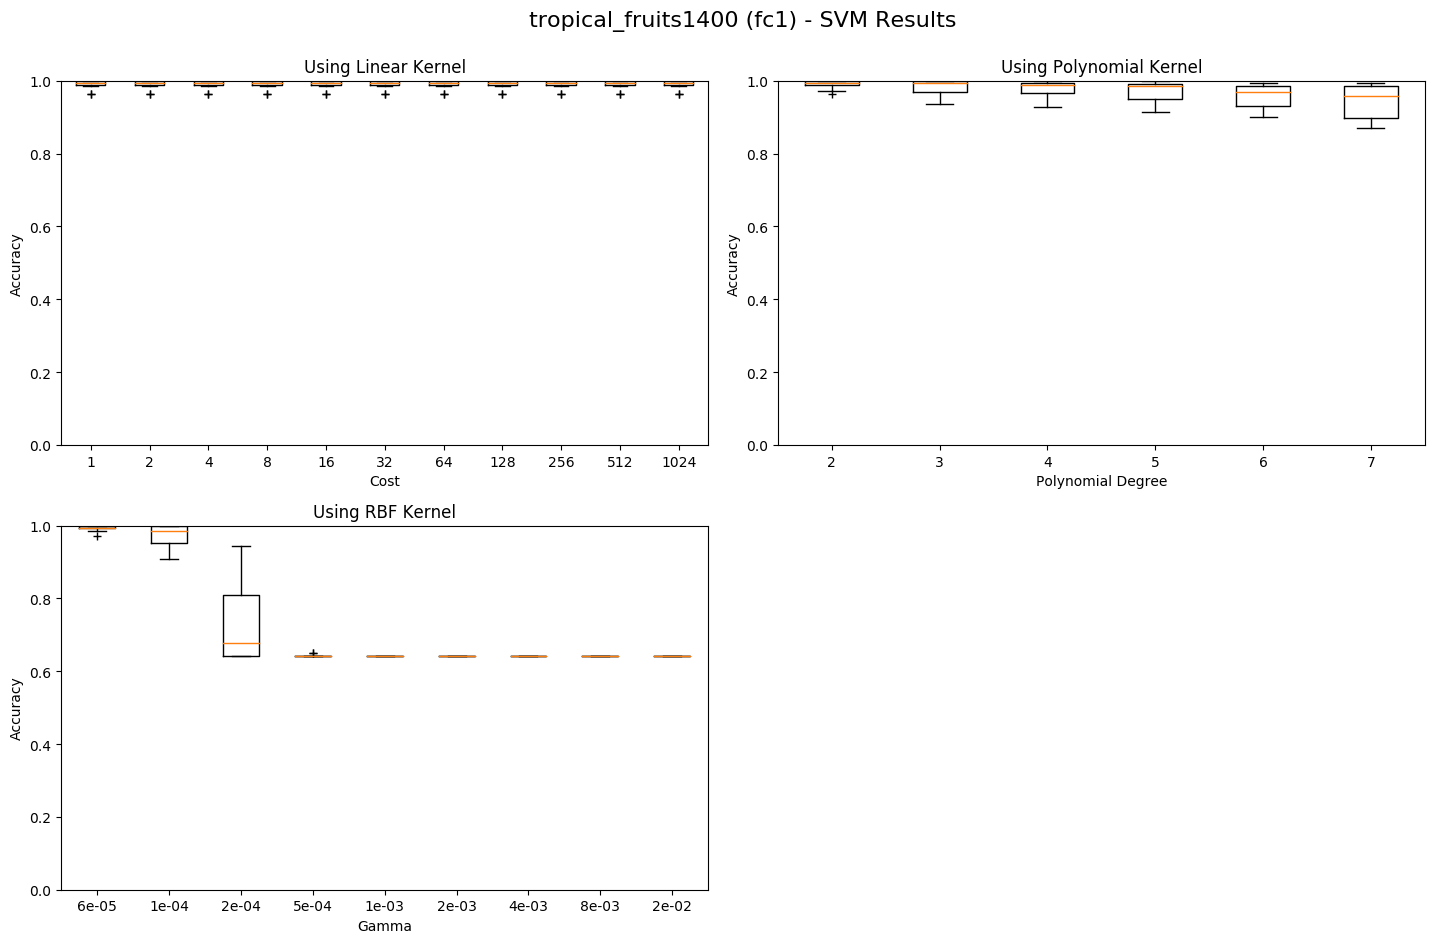 tropical_fruits1400 (fc1) - SVM Results
Using Linear Kernel
1.0
0.8
0.6
0.4
0.2
0.0
Accuracy
1 2 4 8 16 32 64 128 256 512 1024
Cost
Using Polynomial Kernel
1.0
0.8
0.6
0.4
0.2
0.0
Accuracy
2 3 4 5 6 7
Polynomial Degree
Using RBF Kernel
1.0
0.8
0.6
0.4
0.2
0.0
Accuracy
6e-05 1e-04 2e-04 5e-04 1e-03 2e-03 4e-03 8e-03 2e-02
Gamma